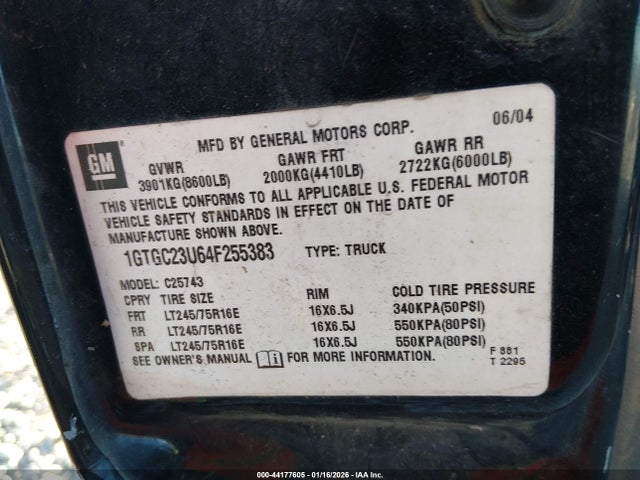 06/04
MFD BY GENERAL MOTORS CORP.
GM
GVWR GAWR FRT GAWR RR
3901KG(8600LB) 2000KG(4410LB) 2722KG(6000LB)
THIS VEHICLE CONFORMS TO ALL APPLICABLE U.S. FEDERAL MOTOR
VEHICLE SAFETY STANDARDS IN EFFECT ON THE DATE OF
MANUFACTURE SHOWN ABOVE.
1GTGC23U64F255383 TYPE: TRUCK
MODEL: C25743
CPRY TIRE SIZE RIM COLD TIRE PRESSURE
FRT LT245/75R16E 16X6.5J 340KPA(50PSI)
RR LT245/75R16E 16X6.5J 550KPA(80PSI)
SPA LT245/75R16E 16X6.5J 550KPA(80PSI)
SEE OWNER'S MANUAL i FOR MORE INFORMATION.
F 881
T 2295
000-44177605 - 01/16/2026 - IAA Inc.